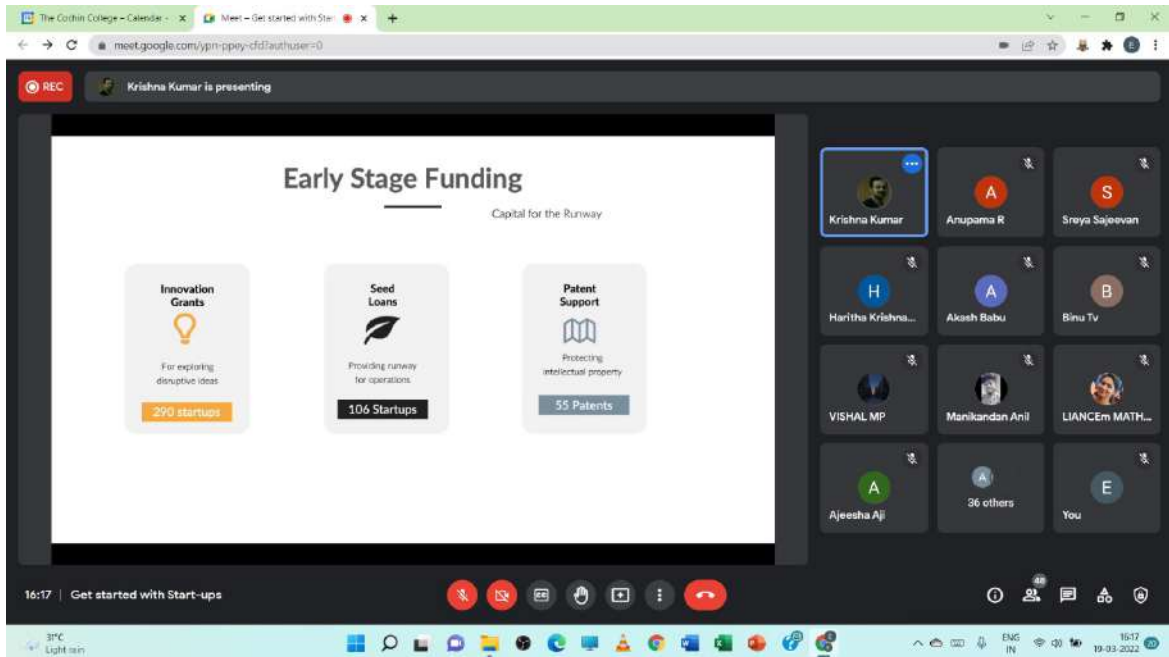 The Cochin College - Calendar -
Meet – Get started with Star
meet.google.com/ypn-ppey-cfd?authuser=0
E
REC
Krishna Kumar is presenting
Early Stage Funding
Capital for the Runway
Innovation
Grants
For exploring
disruptive ideas
290 startups
Seed
Loans
Providing runway
for operations
106 Startups
Patent
Support
Protecting
intellectual property
55 Patents
Krishna Kumar
A
Anupama R
S
Sreya Sajeevan
H
Haritha Krishna...
A
Akash Babu
B
Binu Tv
VISHAL MP
Manikandan Anil
LIANCEm MATH...
A
Ajeesha Aji
A
36 others
E
You
16:17 | Get started with Start-ups
48
31°C
Light rain
ENG
IN
16:17
19-03-2022